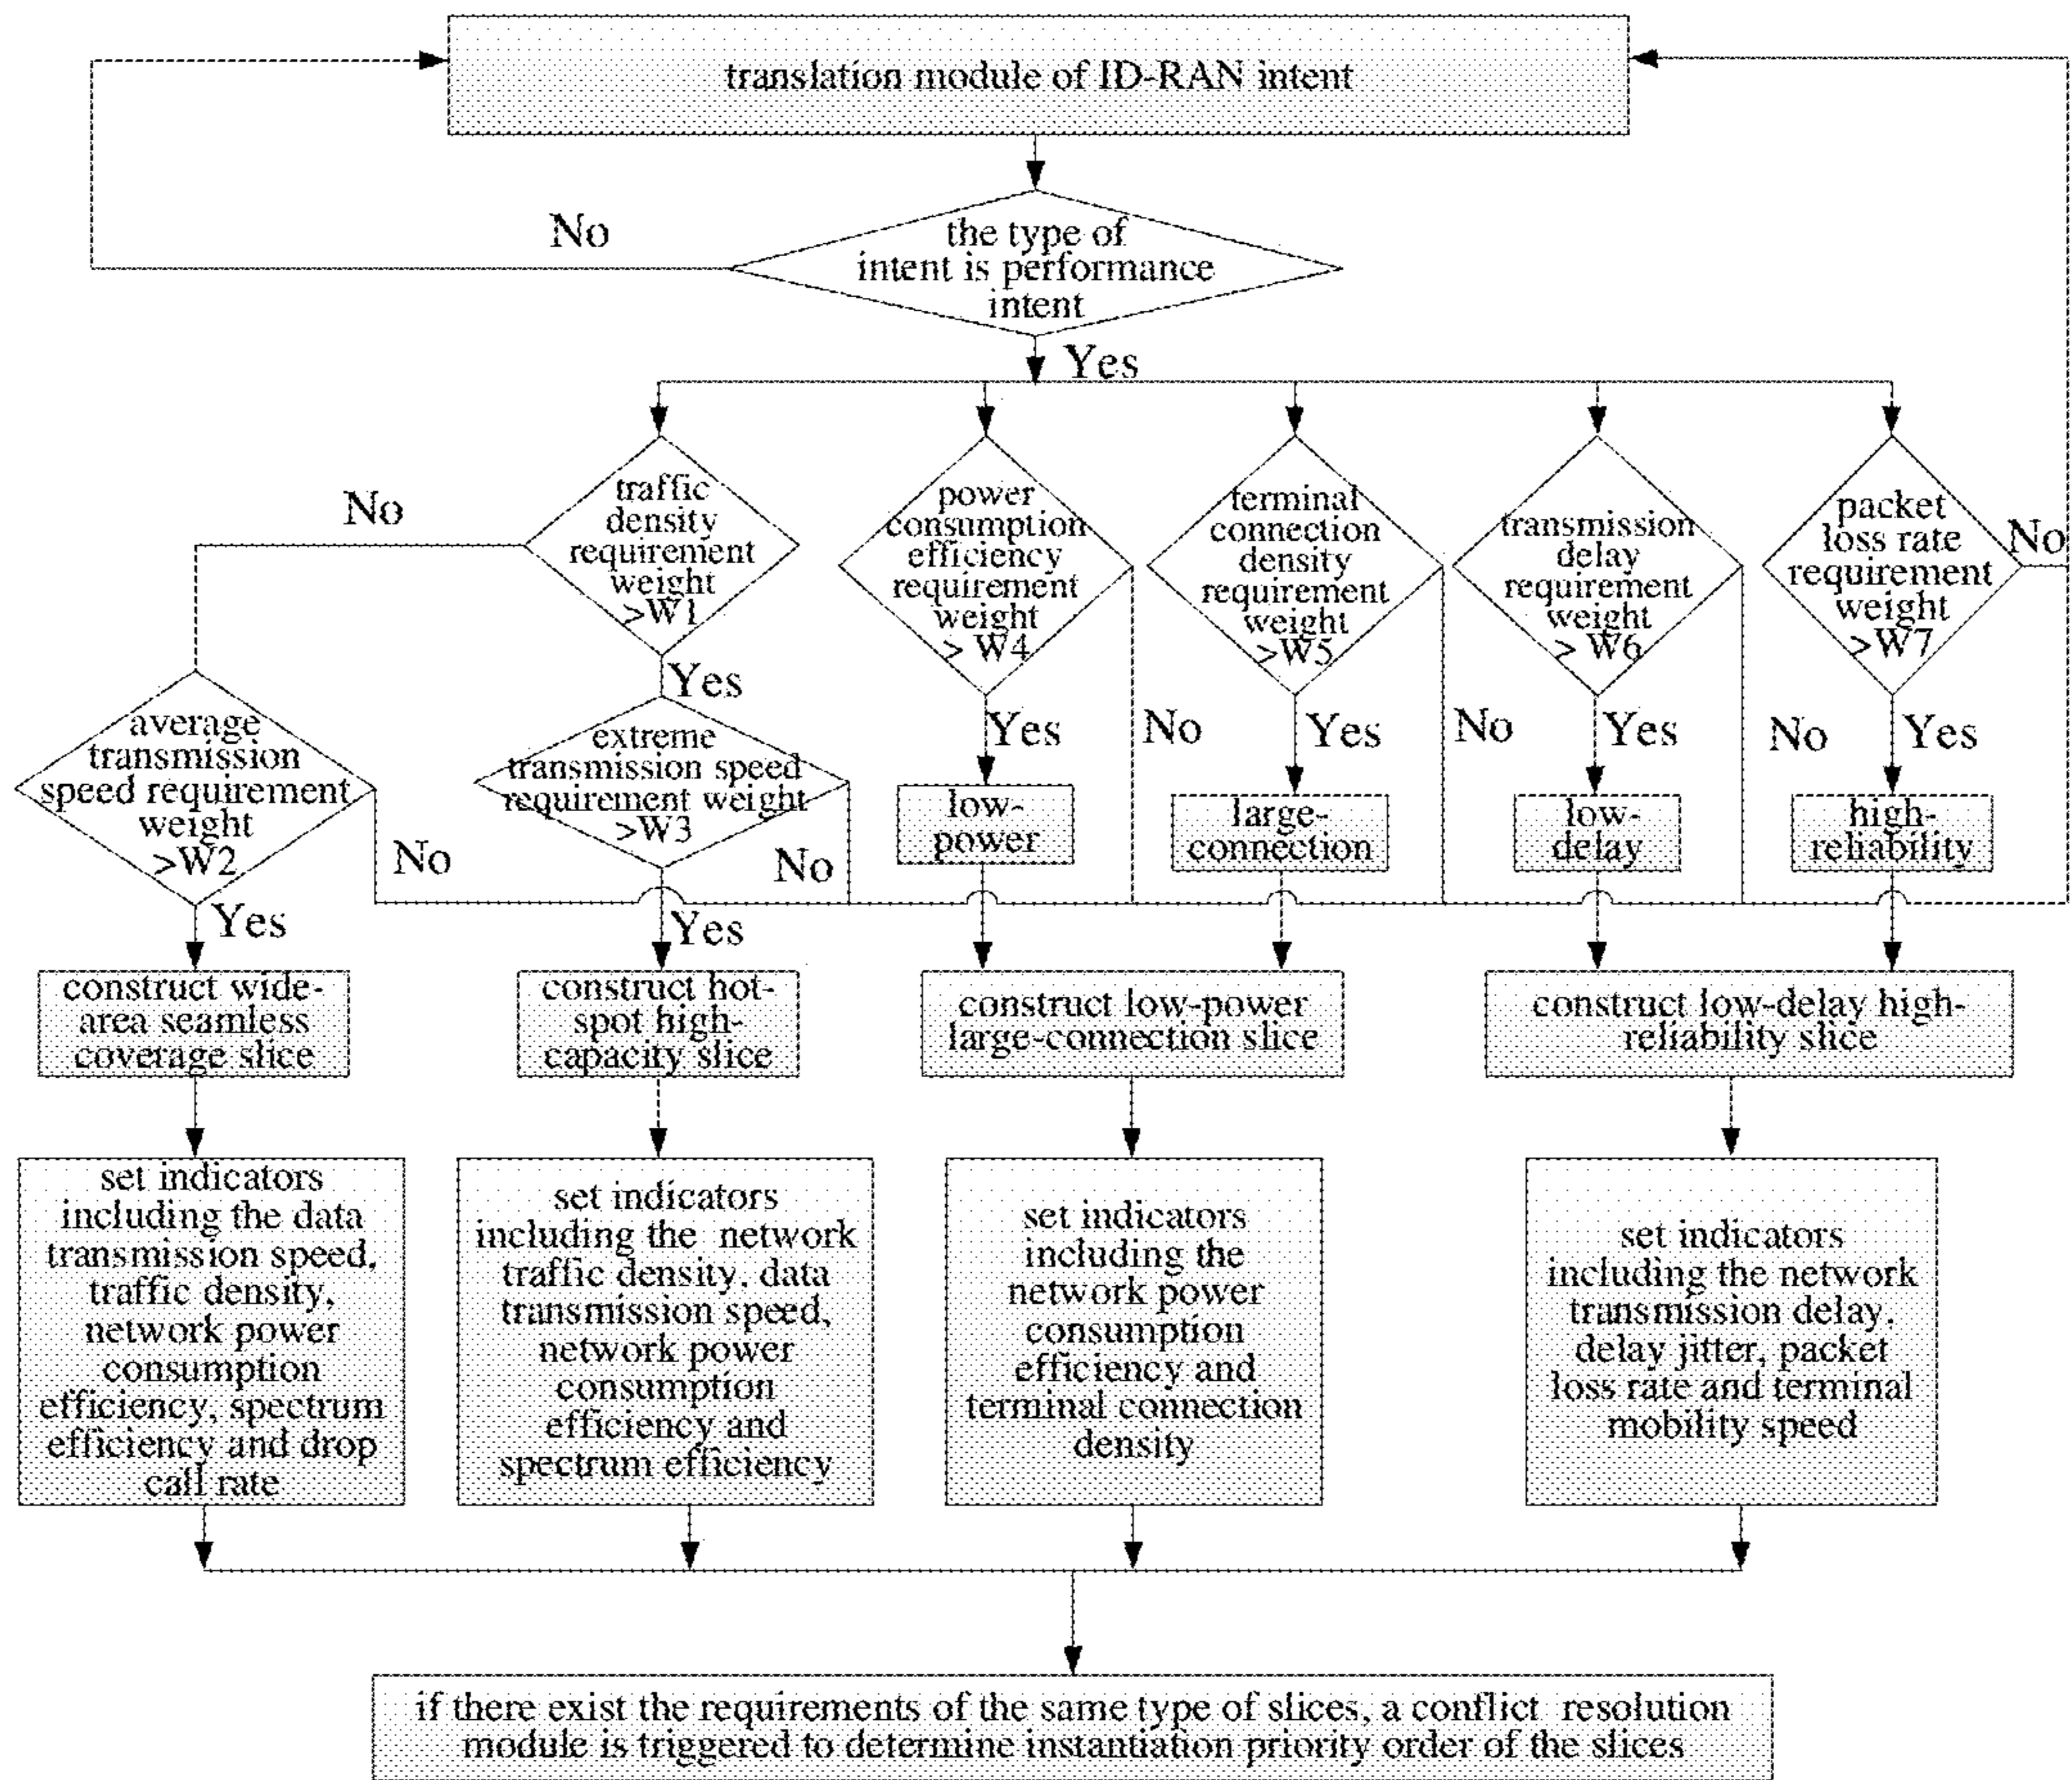 translation module of ID-RAN intent
No
the type of
intent is performance
intent
Yes
No
traffic
density
requirement
weight
>W1
power
consumption
efficiency
requirement
weight
> W4
terminal
connection
density
requirement
weight
>W5
transmission
delay
requirement
weight
> W6
packet
loss rate
requirement
weight
>W7
No
Yes
average
transmission
speed requirement
weight
>W2
extreme
transmission speed
requirement weight
>W3
Yes
No
Yes
No
Yes
No
Yes
low-
power
large-
connection
low-
delay
high-
reliability
No
No
Yes
Yes
construct wide-
area seamless
coverage slice
construct hot-
spot high-
capacity slice
construct low-power
large-connection slice
construct low-delay high-
reliability slice
set indicators
including the data
transmission speed,
traffic density,
network power
consumption
efficiency, spectrum
efficiency and drop
call rate
set indicators
including the network
traffic density, data
transmission speed,
network power
consumption
efficiency and
spectrum efficiency
set indicators
including the
network power
consumption
efficiency and
terminal connection
density
set indicators
including the network
transmission delay,
delay jitter, packet
loss rate and terminal
mobility speed
if there exist the requirements of the same type of slices, a conflict resolution
module is triggered to determine instantiation priority order of the slices